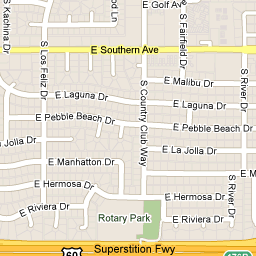 E Golf Av
S Kachina Dr
S Los Feliz Dr
S Fairfield Dr
E Southern Ave
E Malibu Dr
S River Dr
E Laguna Dr
E Laguna Dr
S Country Club Way
E Pebble Beach Dr
E Pebble Beach Dr
La Jolla Dr
E La Jolla Dr
E Manhatton Dr
E Hermosa Dr
E Hermosa Dr
S River Dr
E Riviera Dr
Rotary Park
E Riviera Dr
60
Superstition Fwy